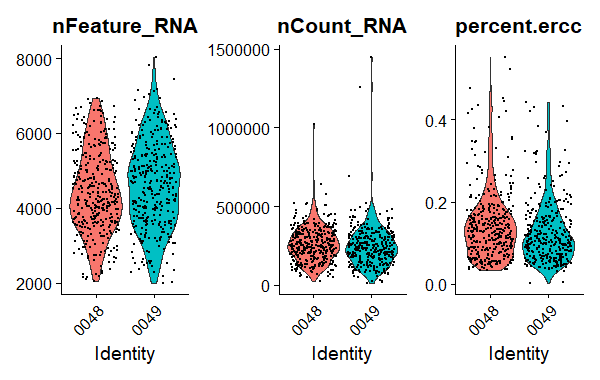 nFeature_RNA
8000
6000
4000
2000
0048
0049
Identity
nCount_RNA
1500000
1000000
500000
0
0048
0049
Identity
percent.ercc
0.4
0.2
0.0
0048
0049
Identity